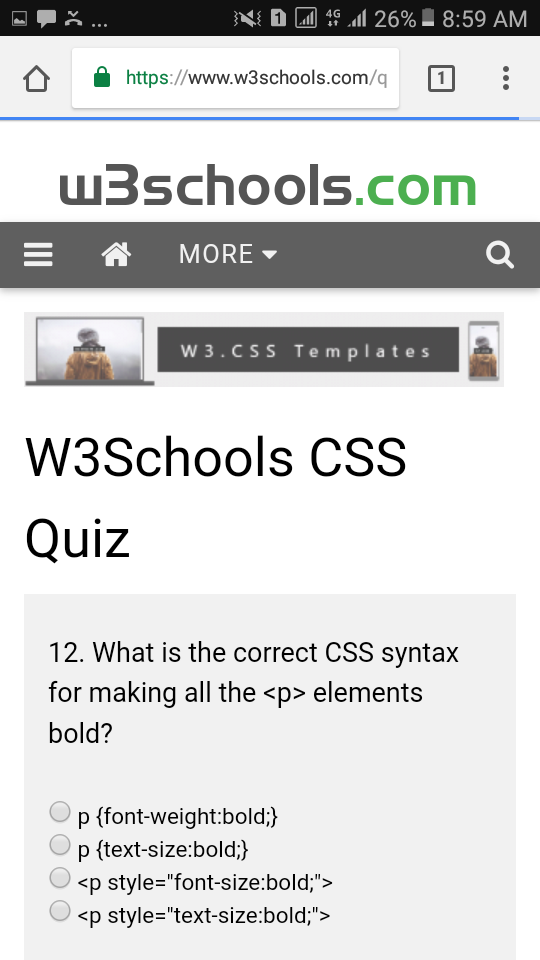 ... 1 4G 26% 8:59 AM
https://www.w3schools.com/q 1
w3schools.com
MORE
W3.CSS Templates
W3Schools CSS
Quiz
12. What is the correct CSS syntax
for making all the <p> elements
bold?
p {font-weight:bold;}
p {text-size:bold;}
<p style="font-size:bold;">
<p style="text-size:bold;">